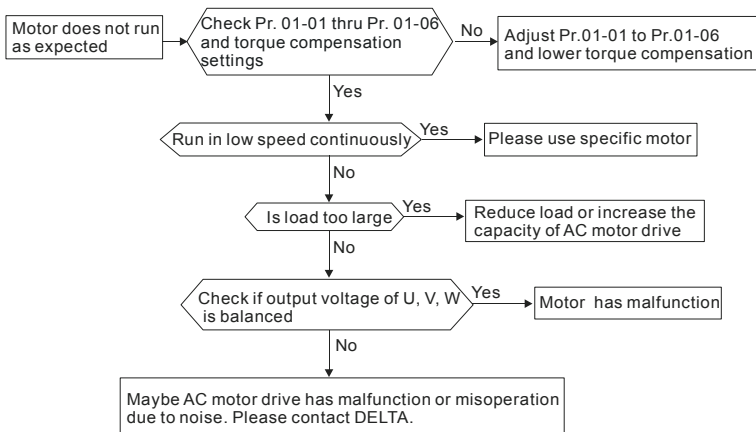 Motor does not run
as expected
Check Pr. 01-01 thru Pr. 01-06
and torque compensation
settings
No
Adjust Pr.01-01 to Pr.01-06
and lower torque compensation
Yes
Run in low speed continuously
Yes
Please use specific motor
No
Is load too large
Yes
Reduce load or increase the
capacity of AC motor drive
No
Check if output voltage of U, V, W
is balanced
Yes
Motor has malfunction
No
Maybe AC motor drive has malfunction or misoperation
due to noise. Please contact DELTA.